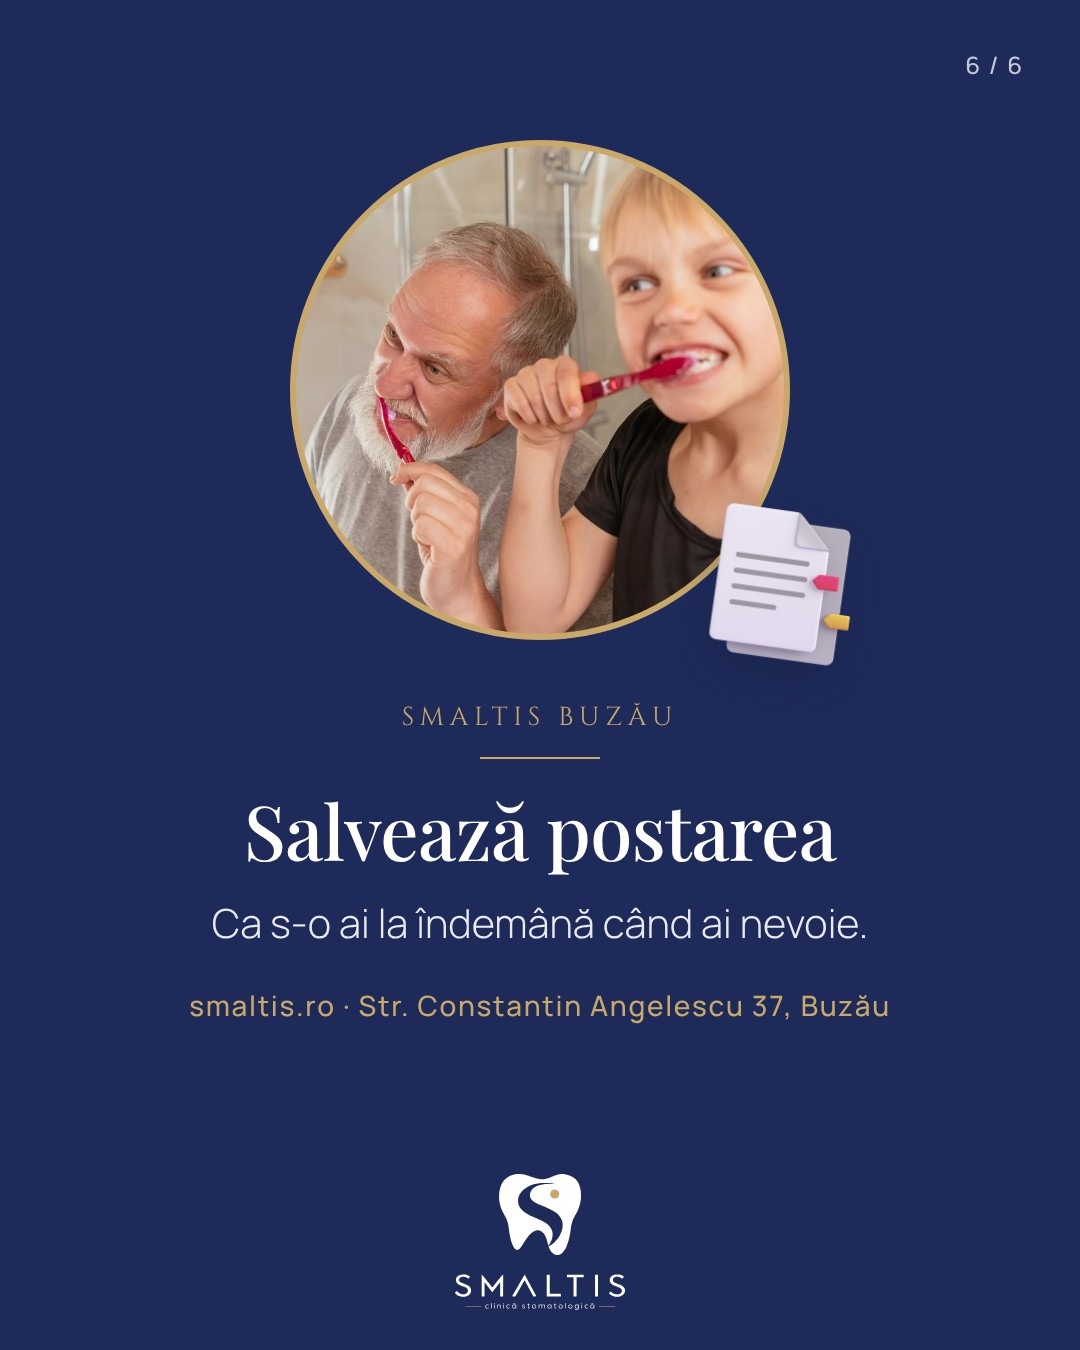 6 / 6
SMALTIS BUZĂU
Salvează postarea
Ca s-o ai la îndemână când ai nevoie.
smaltis.ro · Str. Constantin Angelescu 37, Buzău
SMALTIS
clinică stomatologică